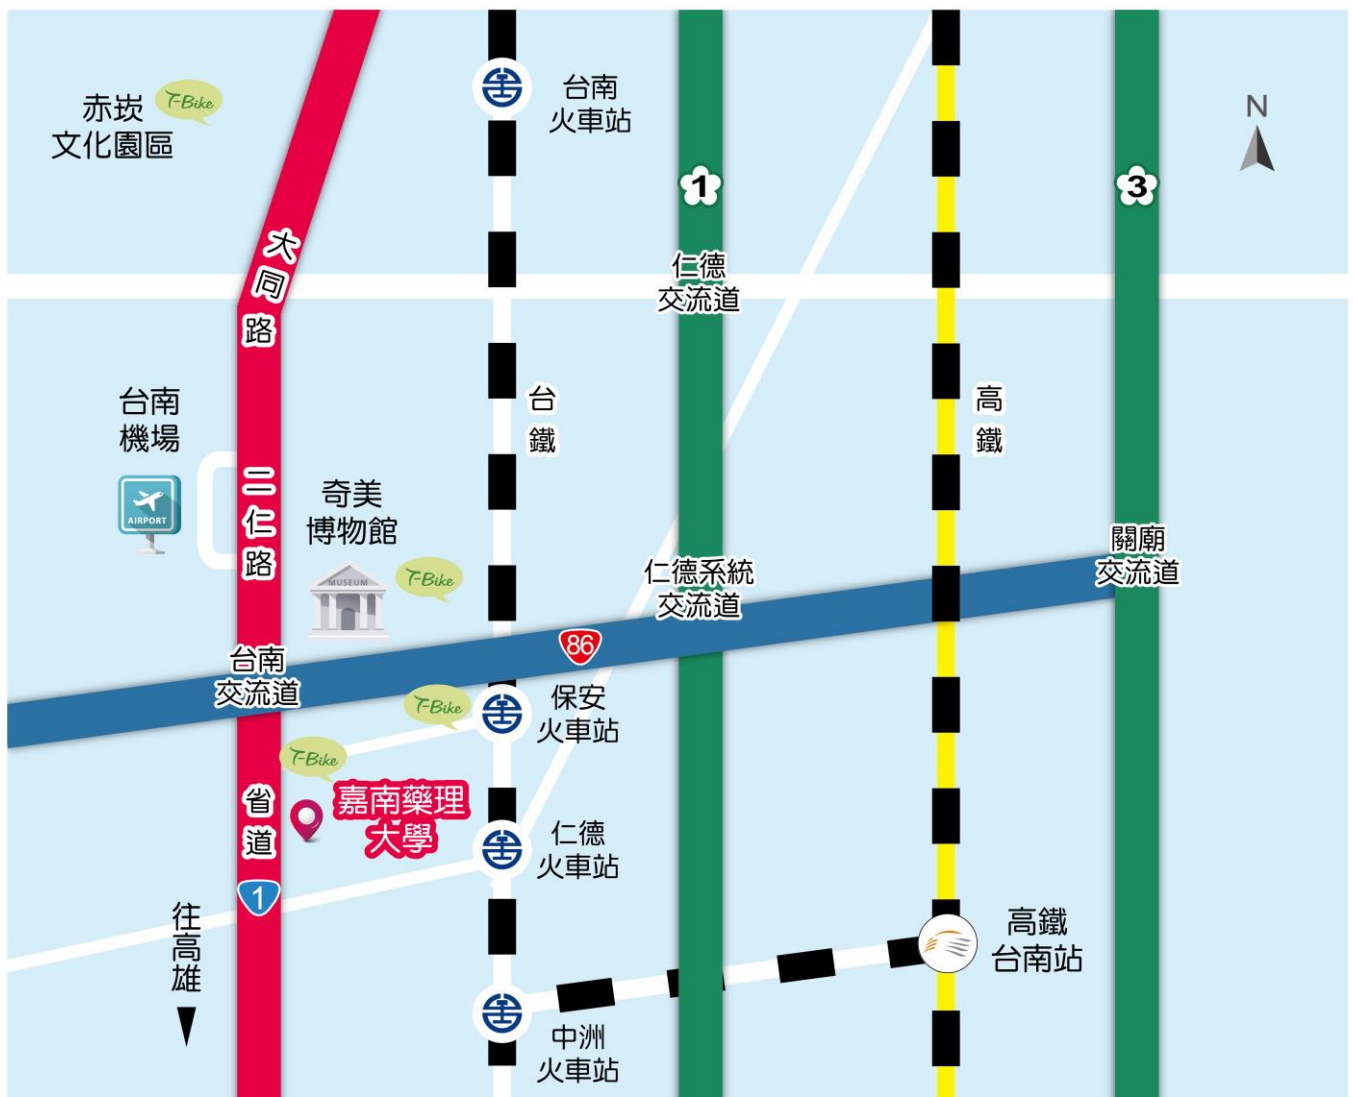 赤崁
文化園區
T-Bike
台南
火車站
N
1
3
大同路
仁德
交流道
台南
機場
AIRPORT
二仁路
奇美
博物館
MUSEUM
T-Bike
台鐵
高鐵
仁德系統
交流道
關廟
交流道
台南
交流道
86
T-Bike
保安
火車站
T-Bike
嘉南藥理
大學
省道
1
仁德
火車站
往高雄
高鐵
台南站
中洲
火車站